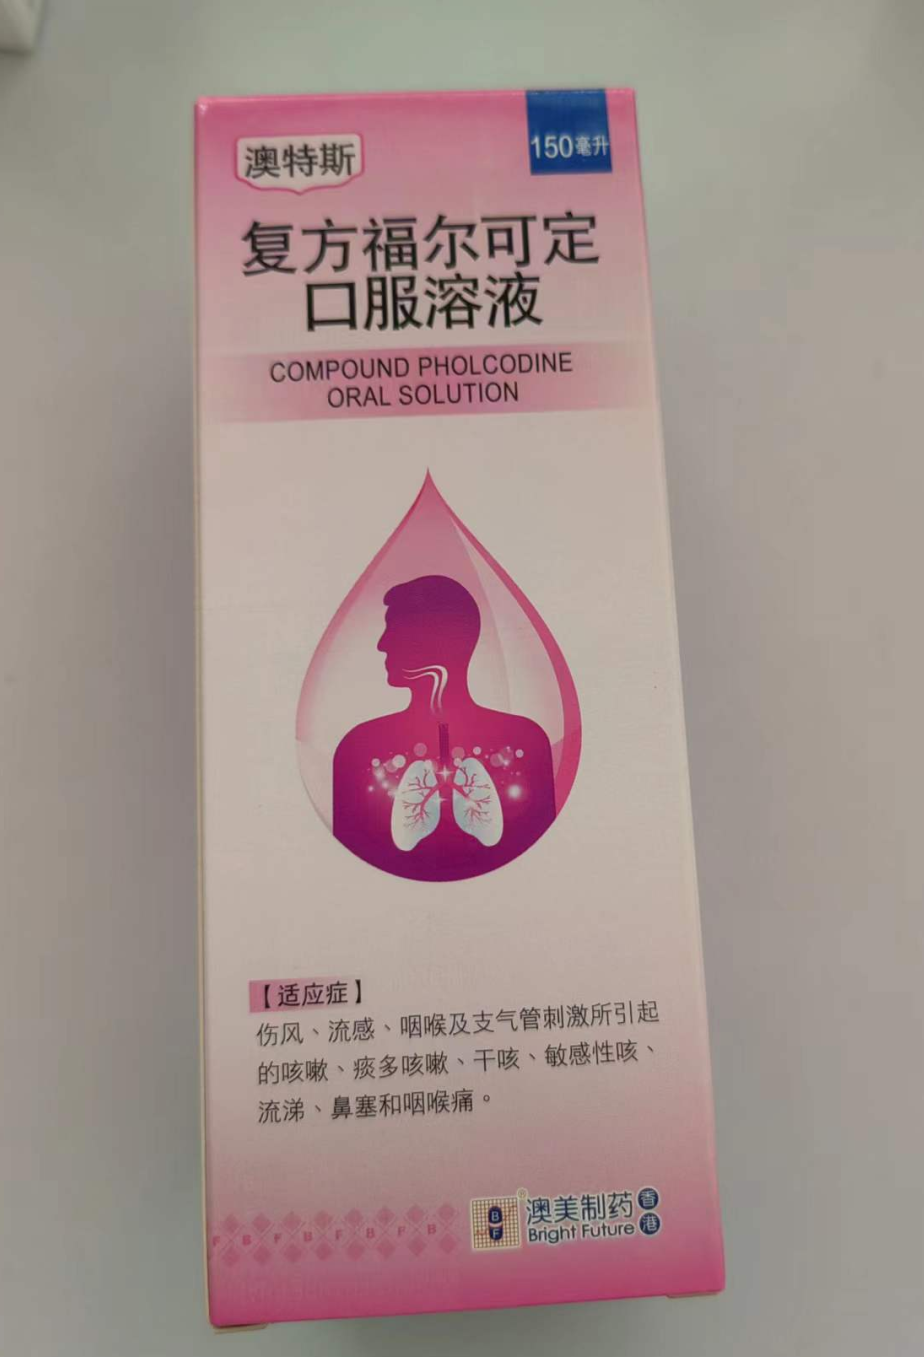 澳特斯
150毫升
复方福尔可定
口服溶液
COMPOUND PHOLCODINE
ORAL SOLUTION
【适应症】
伤风、流感、咽喉及支气管刺激所引起
的咳嗽、痰多咳嗽、干咳、敏感性咳、
流涕、鼻塞和咽喉痛。
B
F
®
澳美制药
香港
Bright Future
F B F B F B F B